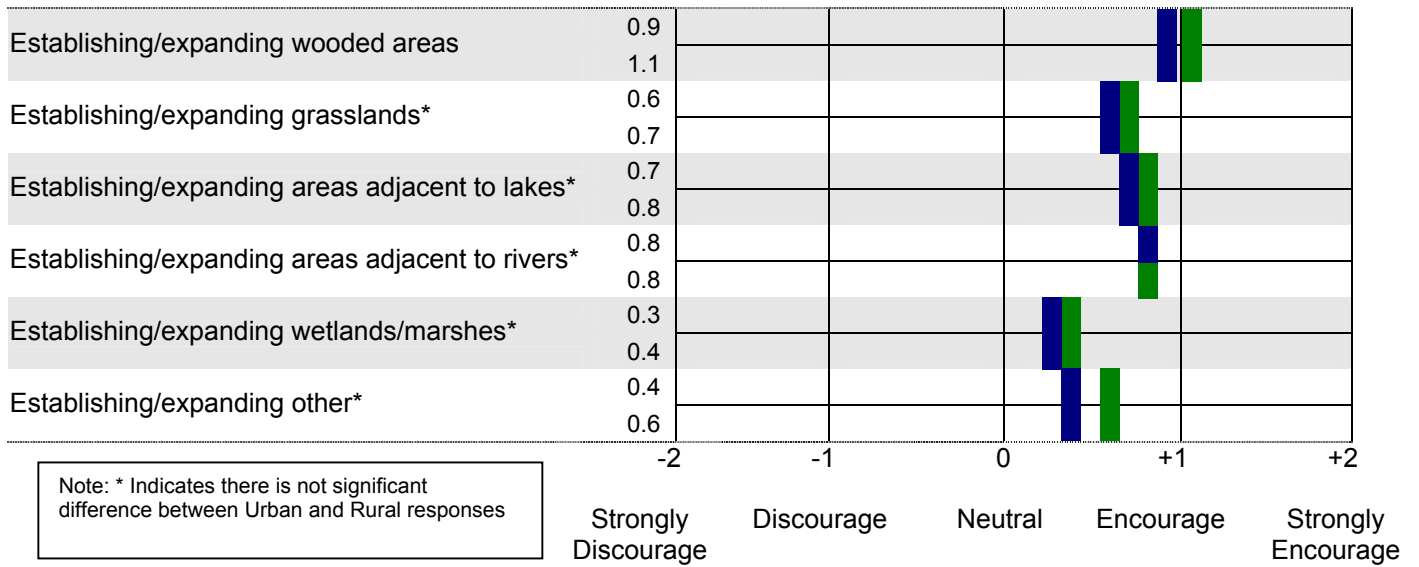 0.9
Establishing/expanding wooded areas
1.1
0.6
Establishing/expanding grasslands*
0.7
0.7
Establishing/expanding areas adjacent to lakes*
0.8
0.8
Establishing/expanding areas adjacent to rivers*
0.8
0.3
Establishing/expanding wetlands/marshes*
0.4
0.4
Establishing/expanding other*
0.6
-2 -1 0 +1 +2
Note: * Indicates there is not significant
difference between Urban and Rural responses
Strongly Discourage Neutral Encourage Strongly
Discourage Encourage